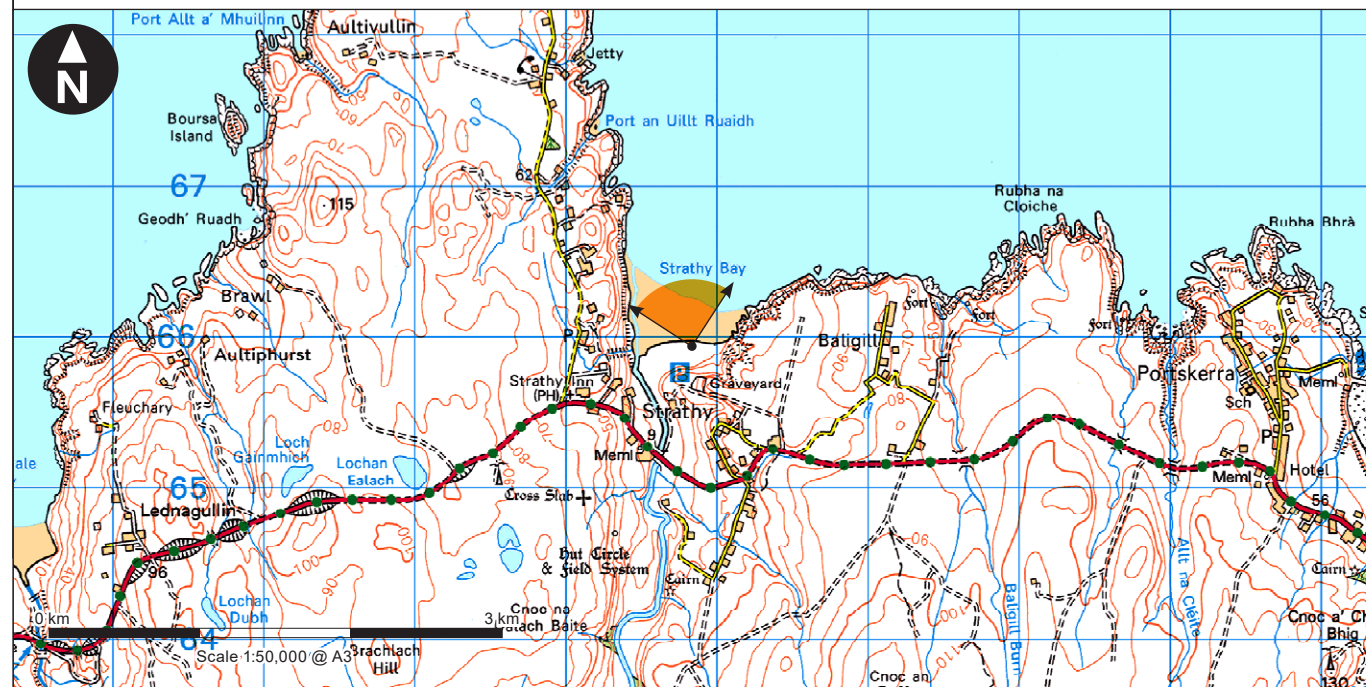 Port Allt a' Mhuilinn
Aultivullin
Jetty
N
Boursa
Island
Port an Uillt Ruaidh
62
67
115
Geodh' Ruadh
Rubha na
Cloiche
Rubha Bhrà
Strathy Bay
Brawl
Fort
Fort
Fort
66
Aultiphurst
P
Baligill
Portskerra
Meml
Strathy Inn
(PH)
P
Graveyard
Sch
Fleuchary
Strathy
80
P
Loch
Gainmhich
9
Meml
Lochan
Ealach
Hotel
Meml
65
Cross Slab
56
Lednagullin
Hut Circle
& Field System
90
96
100
Cairn
Allt na Clèite
Baligill Burn
Cairn
Lochan
Dubh
Cnoc na
0 km
3 km
64
Scale 1:50,000 @ A3
Hill
Bhig
Cnoc an
130